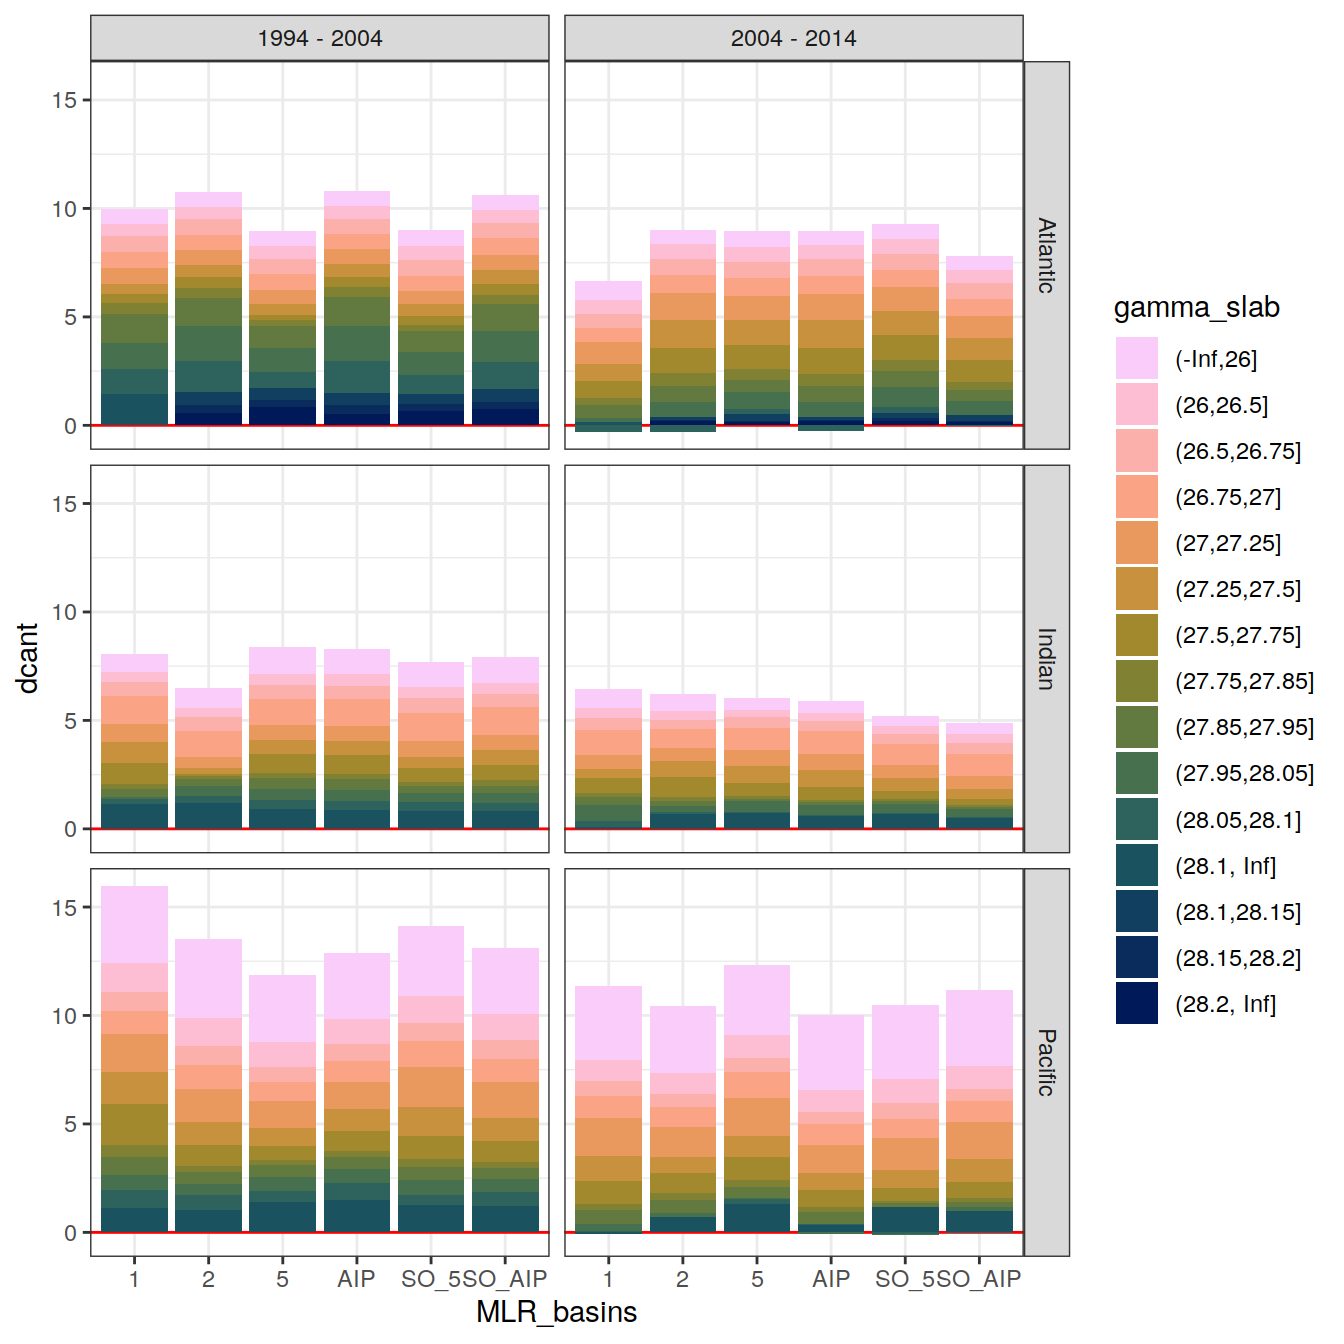 1994 - 2004
2004 - 2014
15
10
5
0
Atlantic
15
10
5
0
Indian
15
10
5
0
Pacific
dcant
1
2
5
AIP
SO_5
SO_AIP
1
2
5
AIP
SO_5
SO_AIP
MLR_basins
gamma_slab
(-Inf,26]
(26,26.5]
(26.5,26.75]
(26.75,27]
(27,27.25]
(27.25,27.5]
(27.5,27.75]
(27.75,27.85]
(27.85,27.95]
(27.95,28.05]
(28.05,28.1]
(28.1, Inf]
(28.1,28.15]
(28.15,28.2]
(28.2, Inf]